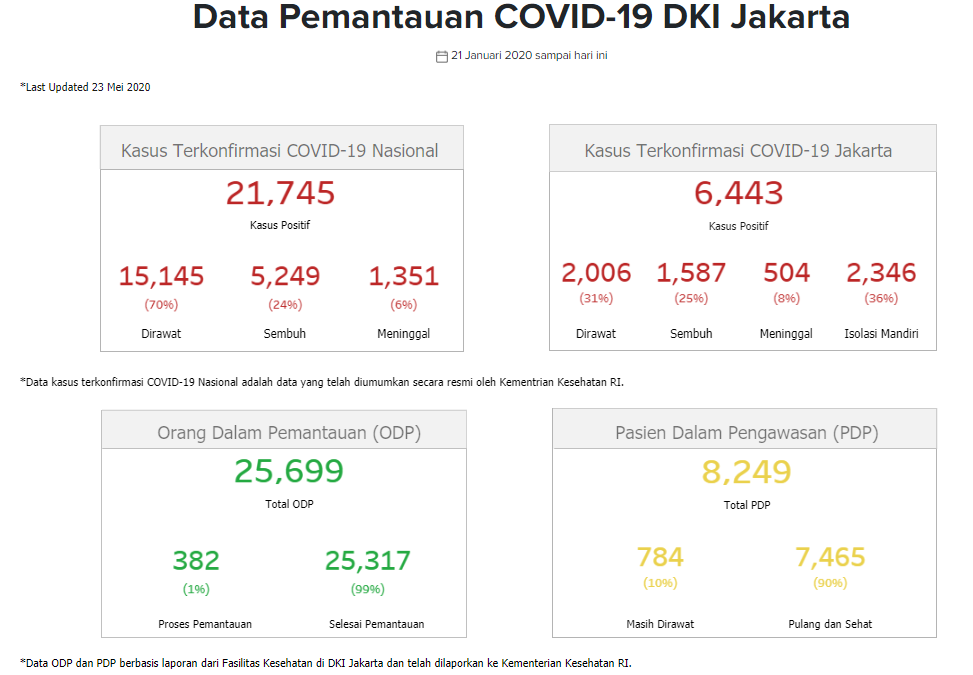 Data Pemantauan COVID-19 DKI Jakarta
21 Januari 2020 sampai hari ini
*Last Updated 23 Mei 2020
Kasus Terkonfirmasi COVID-19 Nasional
21,745
Kasus Positif
15,145 5,249 1,351
(70%) (24%) (6%)
Dirawat Sembuh Meninggal
Kasus Terkonfirmasi COVID-19 Jakarta
6,443
Kasus Positif
2,006 1,587 504 2,346
(31%) (25%) (8%) (36%)
Dirawat Sembuh Meninggal Isolasi Mandiri
*Data kasus terkonfirmasi COVID-19 Nasional adalah data yang telah diumumkan secara resmi oleh Kementrian Kesehatan RI.
Orang Dalam Pemantauan (ODP)
25,699
Total ODP
382 25,317
(1%) (99%)
Proses Pemantauan Selesai Pemantauan
Pasien Dalam Pengawasan (PDP)
8,249
Total PDP
784 7,465
(10%) (90%)
Masih Dirawat Pulang dan Sehat
*Data ODP dan PDP berbasis laporan dari Fasilitas Kesehatan di DKI Jakarta dan telah dilaporkan ke Kementerian Kesehatan RI.